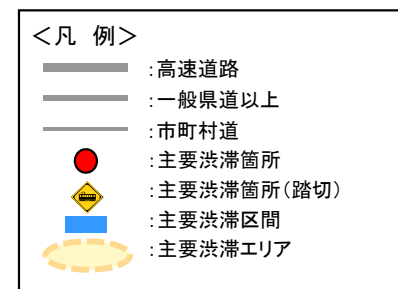 ＜凡 例＞
：高速道路
：一般県道以上
：市町村道
：主要渋滞箇所
：主要渋滞箇所（踏切）
：主要渋滞区間
：主要渋滞エリア